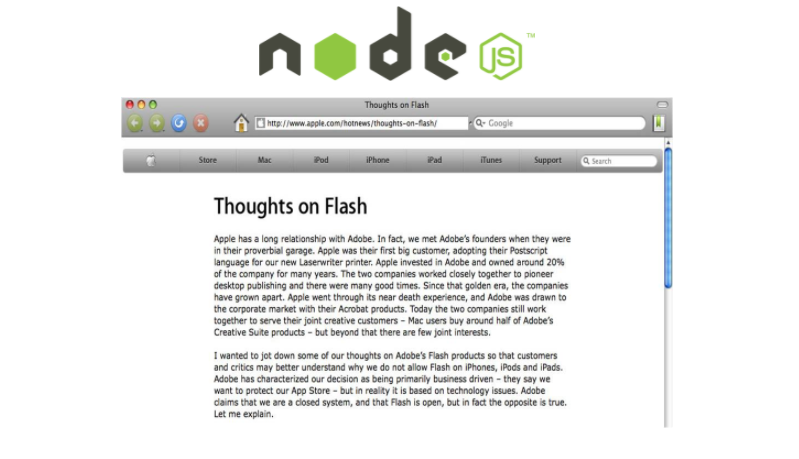 node
JS
TM
Thoughts on Flash
http://www.apple.com/hotnews/thoughts-on-flash/
Google
Store Mac iPod iPhone iPad iTunes Support Search
Thoughts on Flash
Apple has a long relationship with Adobe. In fact, we met Adobe's founders when they were
in their proverbial garage. Apple was their first big customer, adopting their Postscript
language for our new Laserwriter printer. Apple invested in Adobe and owned around 20%
of the company for many years. The two companies worked closely together to pioneer
desktop publishing and there were many good times. Since that golden era, the companies
have grown apart. Apple went through its near death experience, and Adobe was drawn to
the corporate market with their Acrobat products. Today the two companies still work
together to serve their joint creative customers – Mac users buy around half of Adobe's
Creative Suite products – but beyond that there are few joint interests.
I wanted to jot down some of our thoughts on Adobe's Flash products so that customers
and critics may better understand why we do not allow Flash on iPhones, iPods and iPads.
Adobe has characterized our decision as being primarily business driven – they say we
want to protect our App Store – but in reality it is based on technology issues. Adobe
claims that we are a closed system, and that Flash is open, but in fact the opposite is true.
Let me explain.